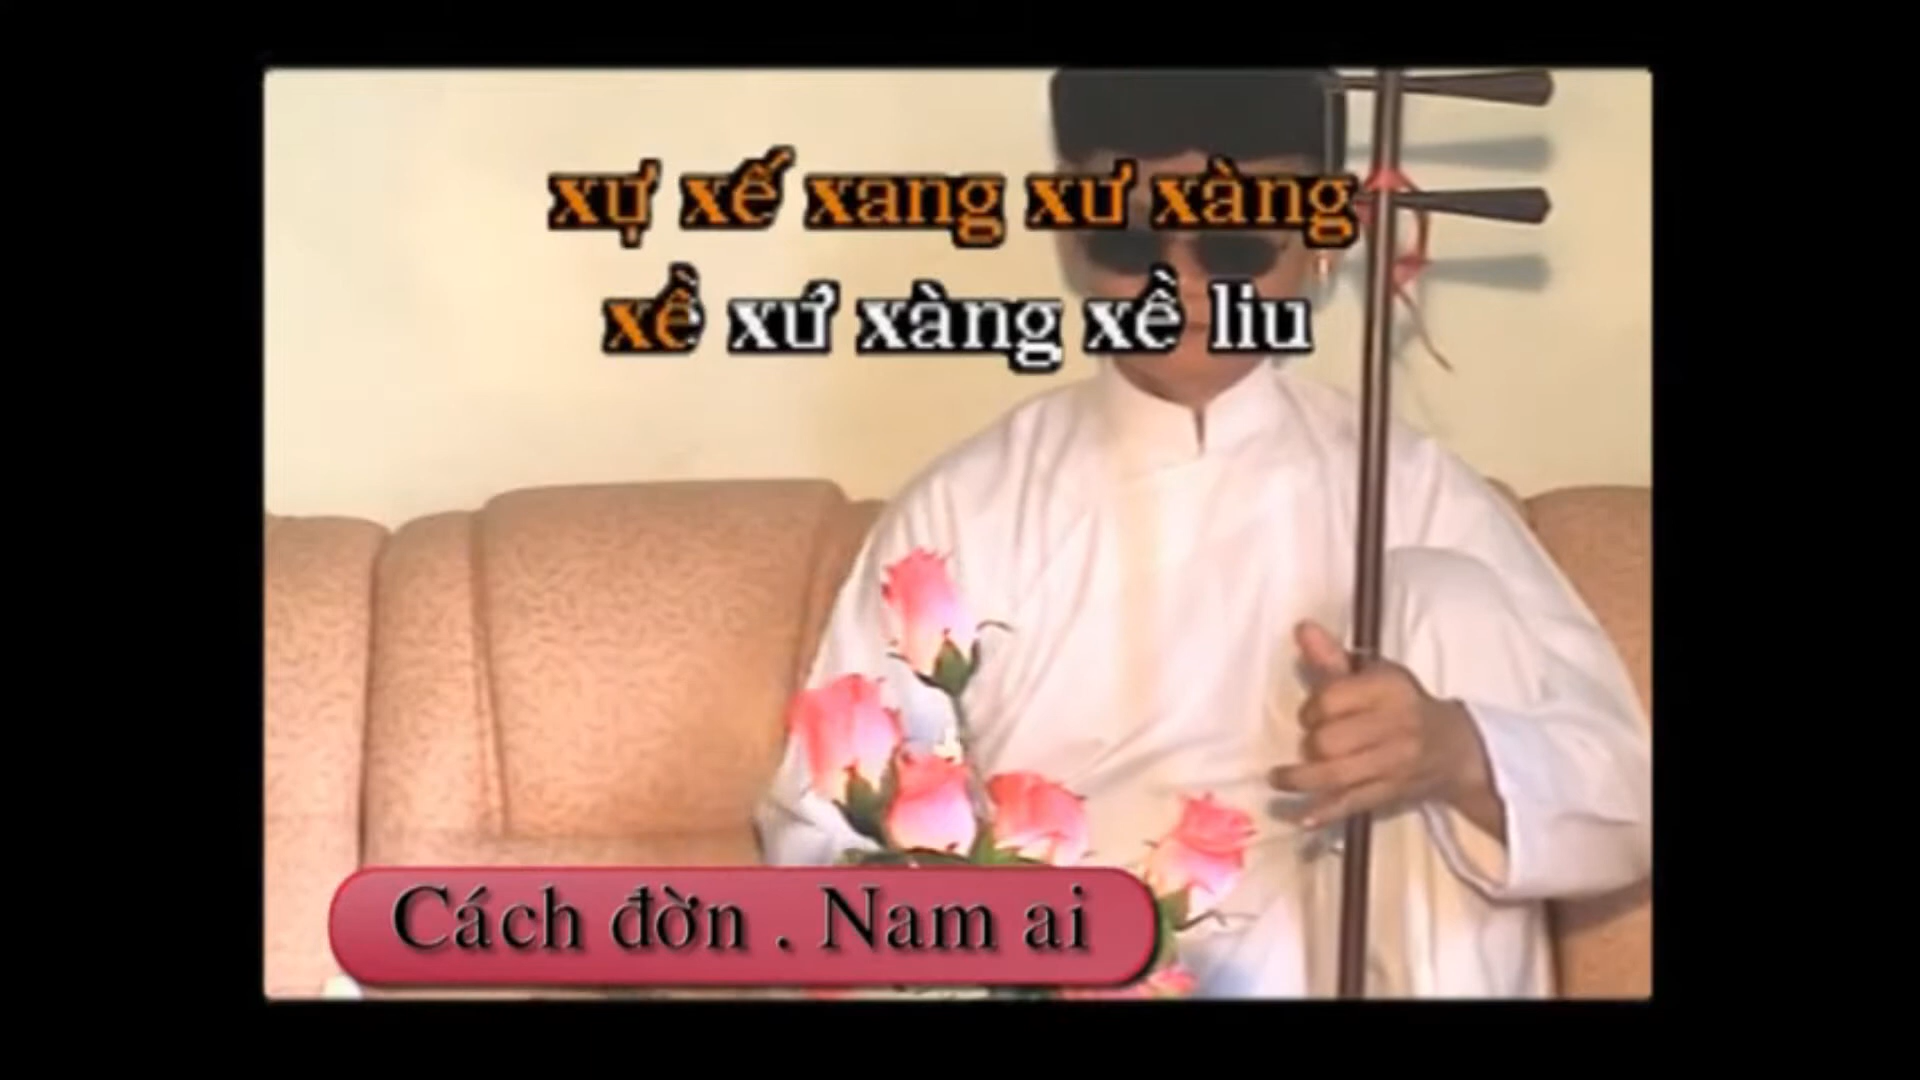 xự xế xang xư xàng
xề xứ xàng xề liu
Cách đờn . Nam ai